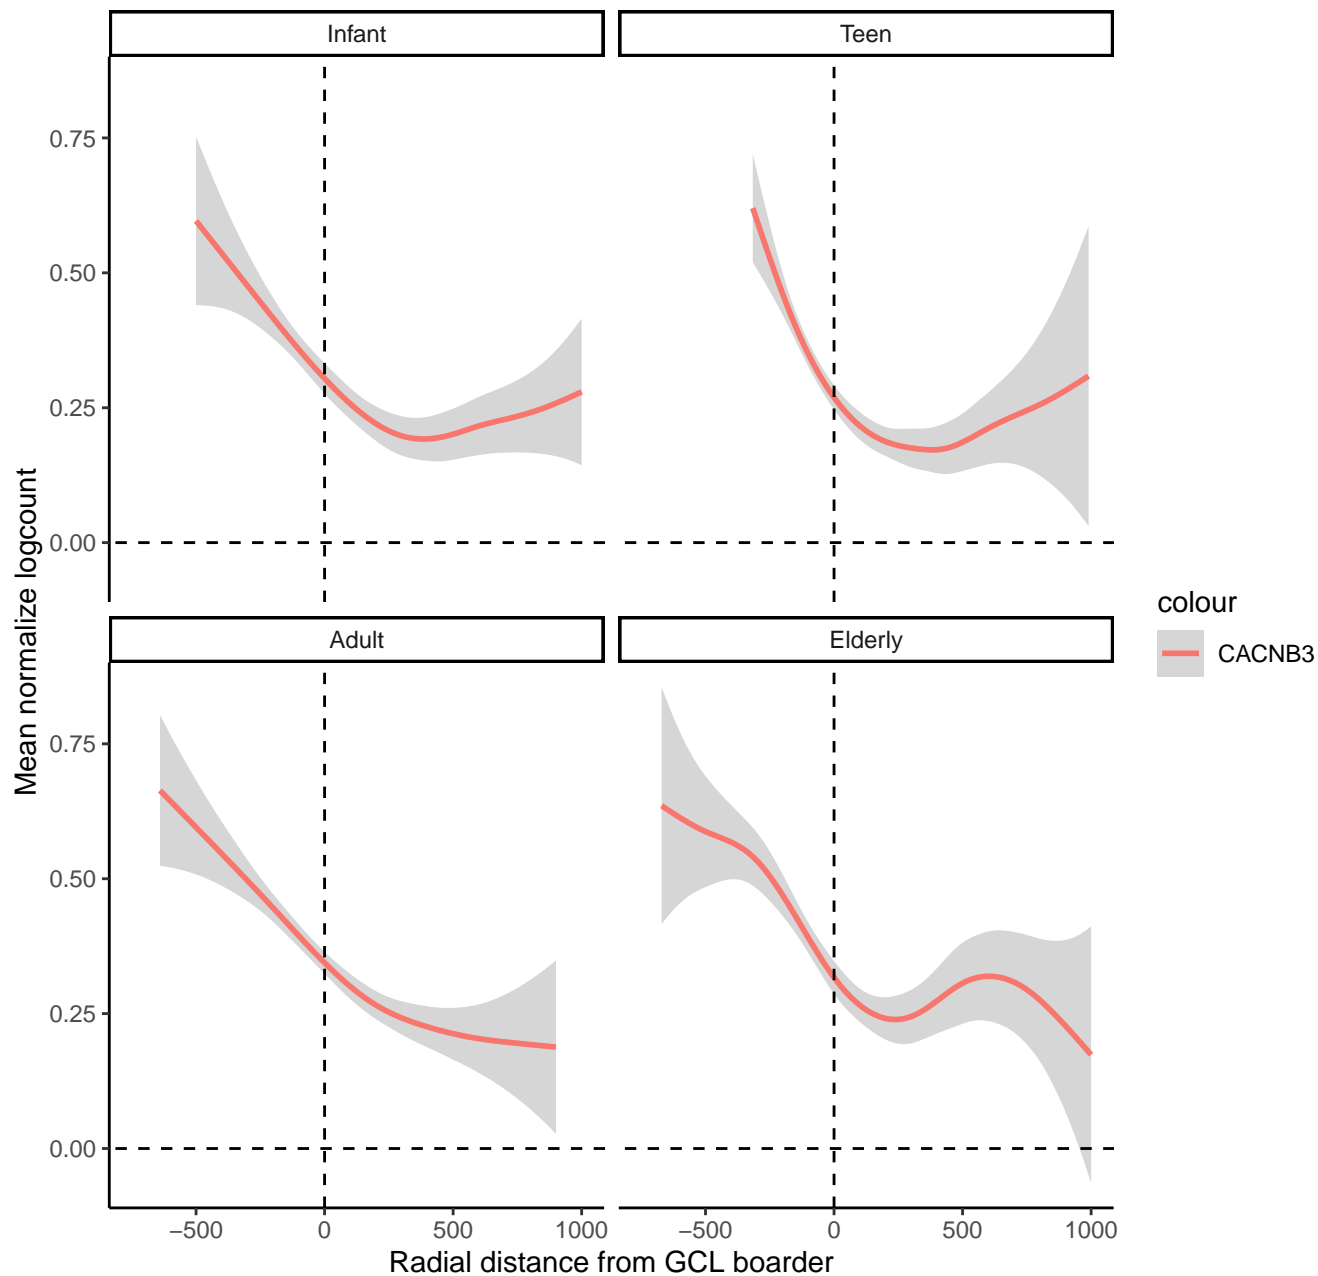 Infant
Teen
0.75
0.50
0.25
0.00
Adult
Elderly
0.75
0.50
0.25
0.00
−500
0
500
1000
−500
0
500
1000
Radial distance from GCL boarder
Mean normalize logcount
colour
CACNB3